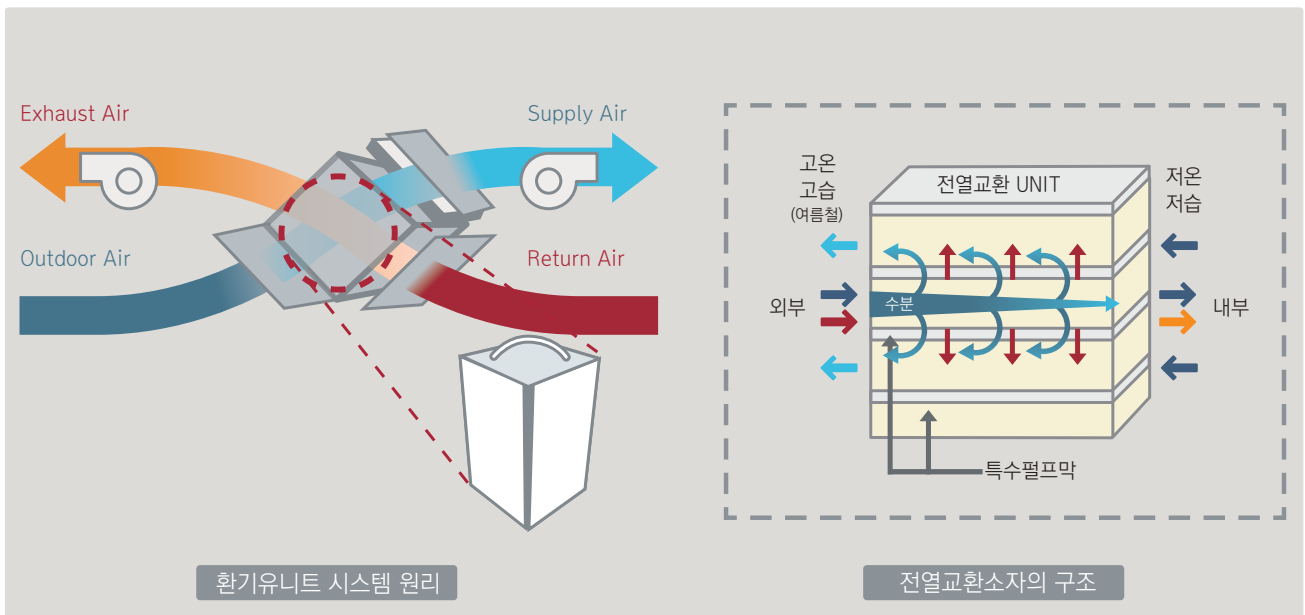 Exhaust Air
Supply Air
Outdoor Air
Return Air
환기유니트 시스템 원리
고온
고습
(여름철)
전열교환 UNIT
저온
저습
외부
수분
내부
특수펄프막
전열교환소자의 구조